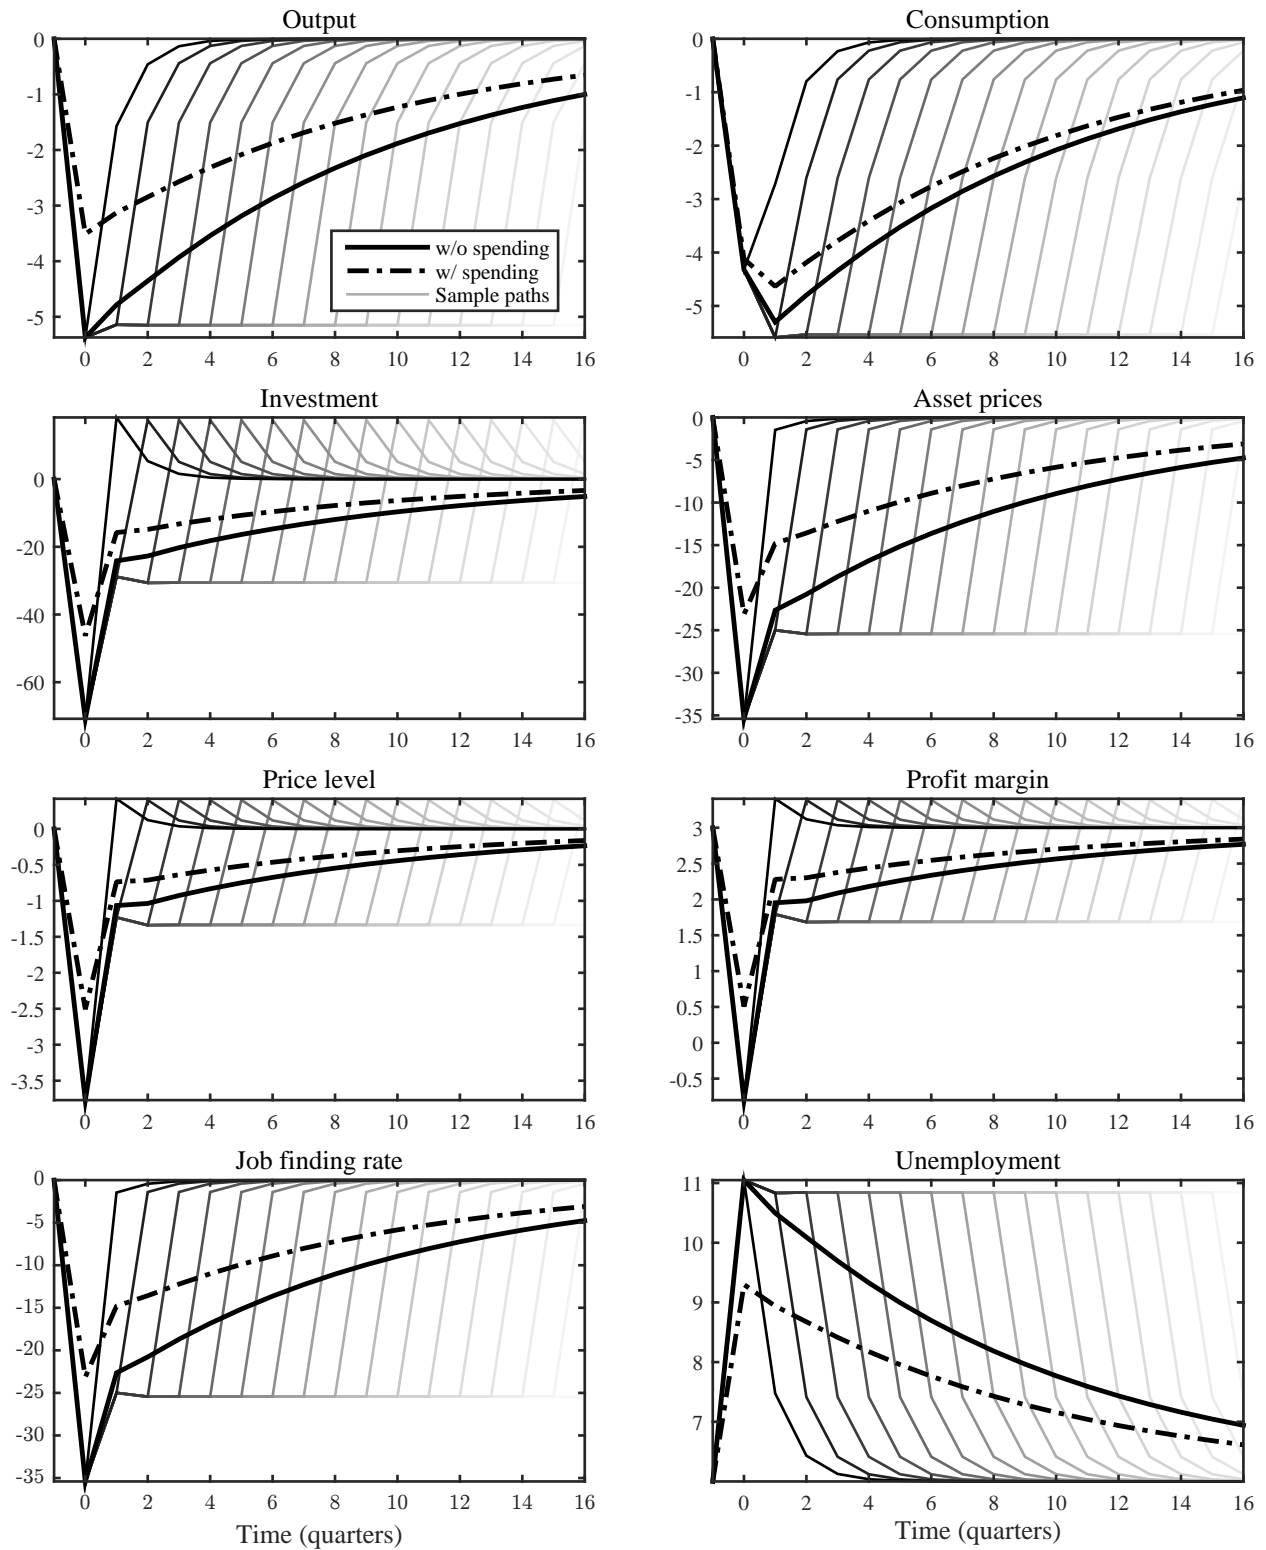 Output
0
-1
-2
-3
-4
-5
w/o spending
w/ spending
Sample paths
0 2 4 6 8 10 12 14 16
Consumption
0
-1
-2
-3
-4
-5
0 2 4 6 8 10 12 14 16
Investment
0
-20
-40
-60
0 2 4 6 8 10 12 14 16
Asset prices
0
-5
-10
-15
-20
-25
-30
-35
0 2 4 6 8 10 12 14 16
Price level
0
-0.5
-1
-1.5
-2
-2.5
-3
-3.5
0 2 4 6 8 10 12 14 16
Profit margin
3
2.5
2
1.5
1
0.5
0
-0.5
0 2 4 6 8 10 12 14 16
Job finding rate
0
-5
-10
-15
-20
-25
-30
-35
0 2 4 6 8 10 12 14 16
Time (quarters)
Unemployment
11
10
9
8
7
0 2 4 6 8 10 12 14 16
Time (quarters)